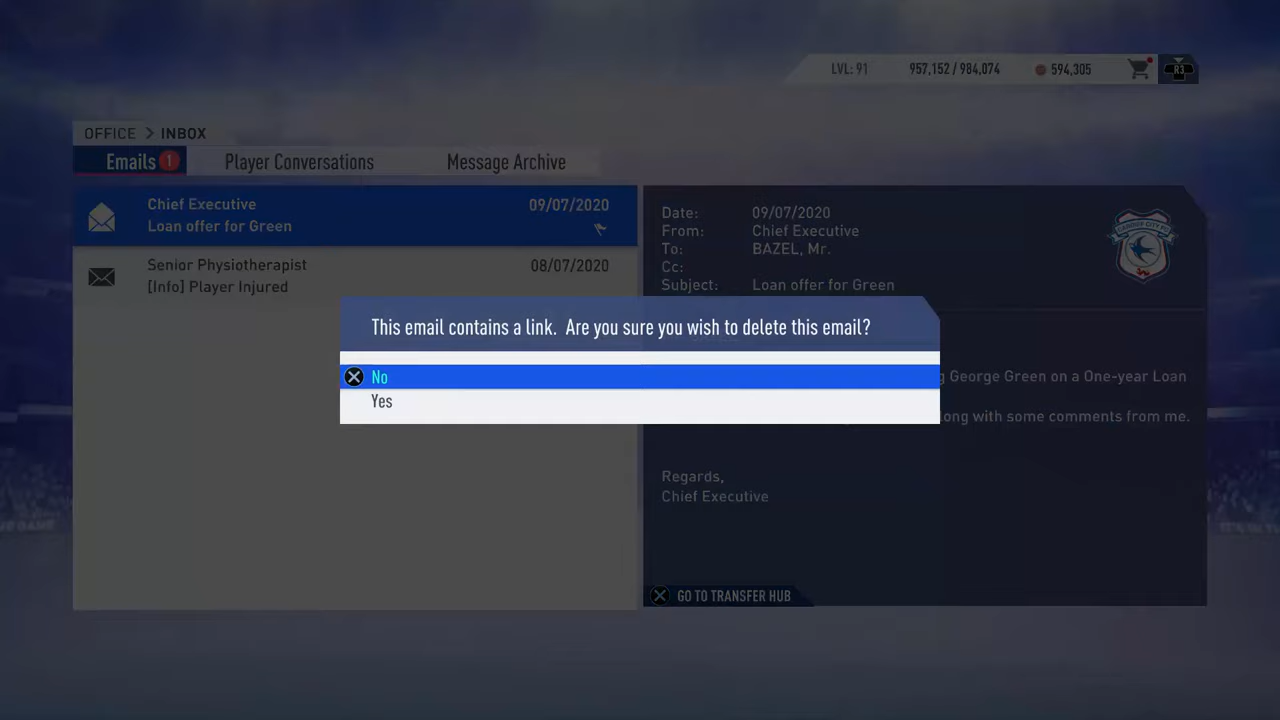 LVL: 91 957,152 / 984,074 594,305 R3
OFFICE > INBOX
Emails 1 Player Conversations Message Archive
Chief Executive 09/07/2020
Loan offer for Green
Senior Physiotherapist 08/07/2020
[Info] Player Injured
Date: 09/07/2020
From: Chief Executive
To: BAZEL, Mr.
Cc:
Subject: Loan offer for Green
This email contains a link. Are you sure you wish to delete this email?
No
Yes
g George Green on a One-year Loan
long with some comments from me.
Regards,
Chief Executive
GO TO TRANSFER HUB